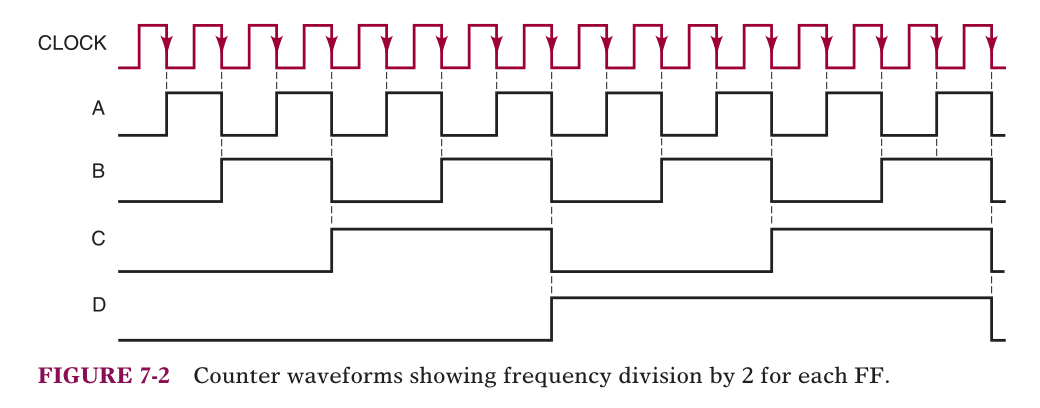 CLOCK
A
B
C
D
FIGURE 7-2 Counter waveforms showing frequency division by 2 for each FF.